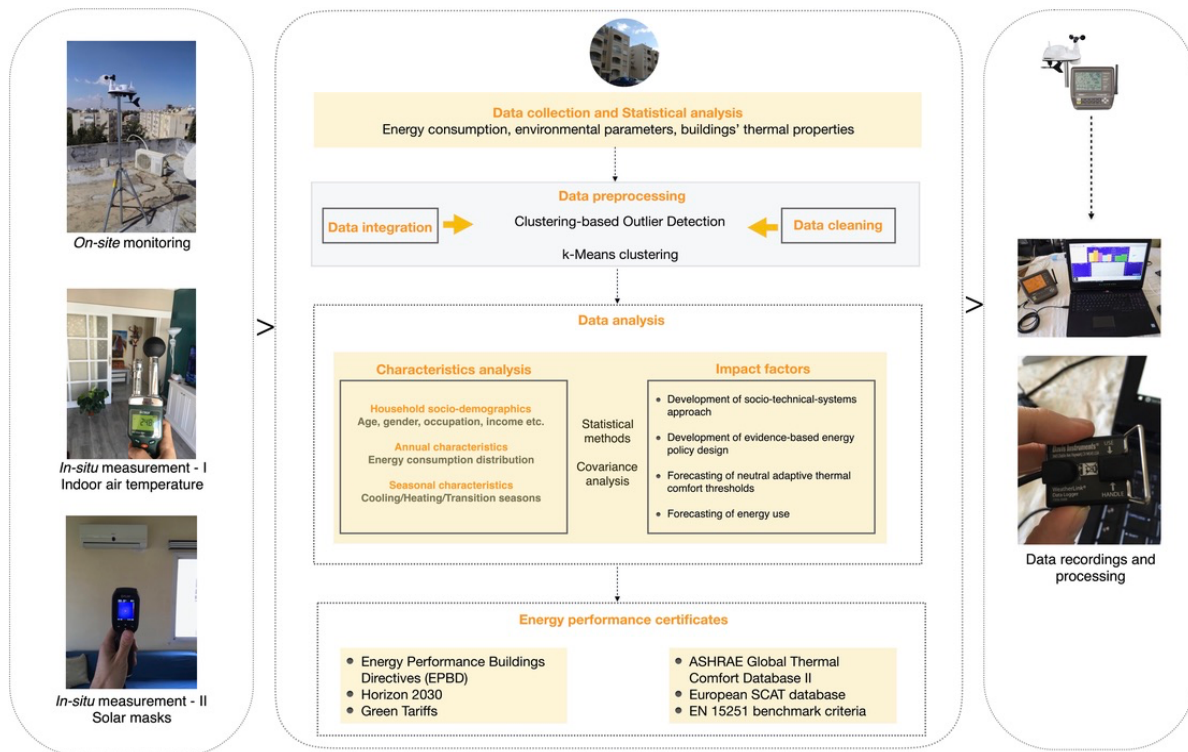 On-site monitoring
In-situ measurement - I
Indoor air temperature
In-situ measurement - II
Solar masks
>
Data collection and Statistical analysis
Energy consumption, environmental parameters, buildings' thermal properties
Data preprocessing
Data integration
Clustering-based Outlier Detection
Data cleaning
k-Means clustering
Data analysis
Characteristics analysis
Household socio-demographics
Age, gender, occupation, income etc.
Annual characteristics
Energy consumption distribution
Seasonal characteristics
Cooling/Heating/Transition seasons
Statistical
methods
Covariance
analysis
Impact factors
Development of socio-technical-systems
approach
Development of evidence-based energy
policy design
Forecasting of neutral adaptive thermal
comfort thresholds
Forecasting of energy use
Energy performance certificates
Energy Performance Buildings
Directives (EPBD)
Horizon 2030
Green Tariffs
ASHRAE Global Thermal
Comfort Database II
European SCAT database
EN 15251 benchmark criteria
>
USE
WeatherLink®
Data Logger
HANDLE
Data recordings and
processing